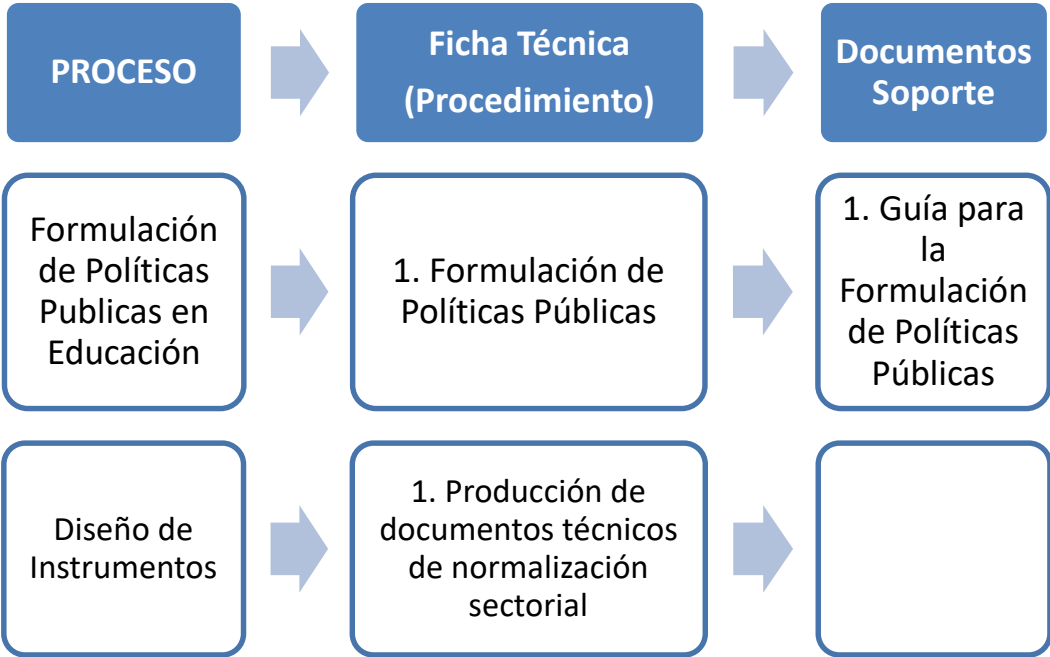 PROCESO
Ficha Técnica
(Procedimiento)
Documentos
Soporte
Formulación
de Políticas
Publicas en
Educación
1. Formulación de
Políticas Públicas
1. Guía para
la
Formulación
de Políticas
Públicas
Diseño de
Instrumentos
1. Producción de
documentos técnicos
de normalización
sectorial